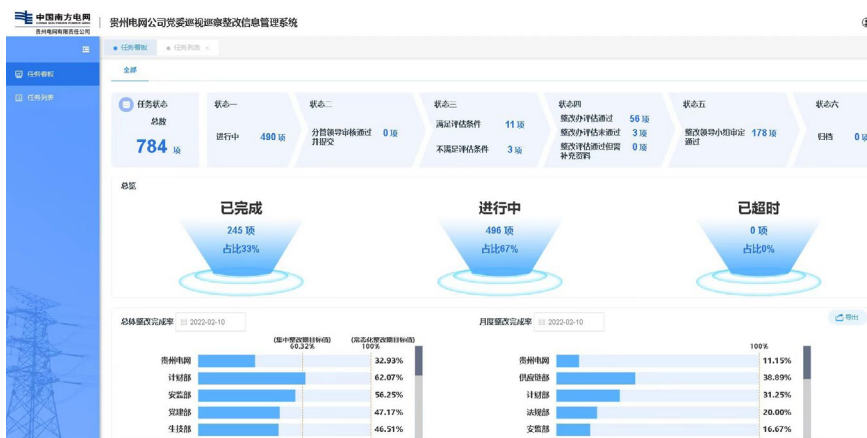 中国南方电网
贵州电网有限责任公司
贵州电网公司党委巡视巡察整改信息管理系统
任务看板
任务列表 ×
任务看板
任务列表
全部
任务状态
总数
784 项
状态一
进行中 490 项
状态二
分管领导审核通过并提交 0 项
状态三
满足评估条件 11 项
不满足评估条件 3 项
状态四
整改办评估通过 56 项
整改办评估未通过 3 项
整改评估通过但需补充资料 0 项
状态五
整改领导小组审定通过 178 项
状态六
归档 0 项
总览
已完成
245 项
占比33%
进行中
496 项
占比67%
已超时
0 项
占比0%
总体整改完成率 2022-02-10
(集中整改期目标值) (常态化整改期目标值)
60.32% 100%
贵州电网 32.93%
计财部 62.07%
安监部 56.25%
党建部 47.17%
生技部 46.51%
月度整改完成率 2022-02-10
导出
100%
贵州电网 11.15%
供应链部 38.89%
计财部 31.25%
法规部 20.00%
安监部 16.67%